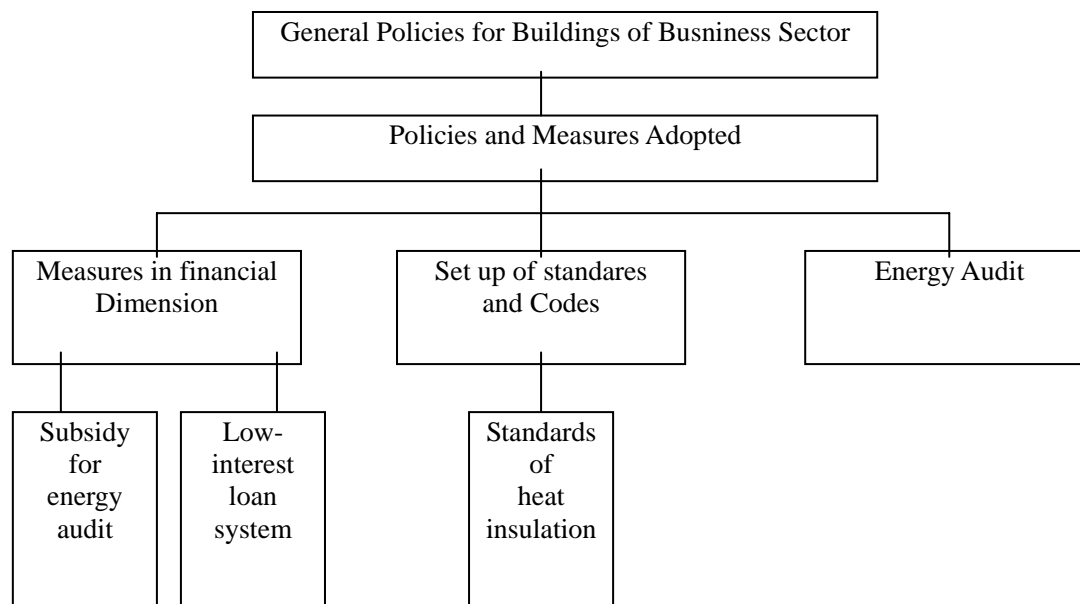 General Policies for Buildings of Busniness Sector
Policies and Measures Adopted
Measures in financial
Dimension
Set up of standares
and Codes
Energy Audit
Subsidy
for
energy
audit
Low-
interest
loan
system
Standards
of
heat
insulation